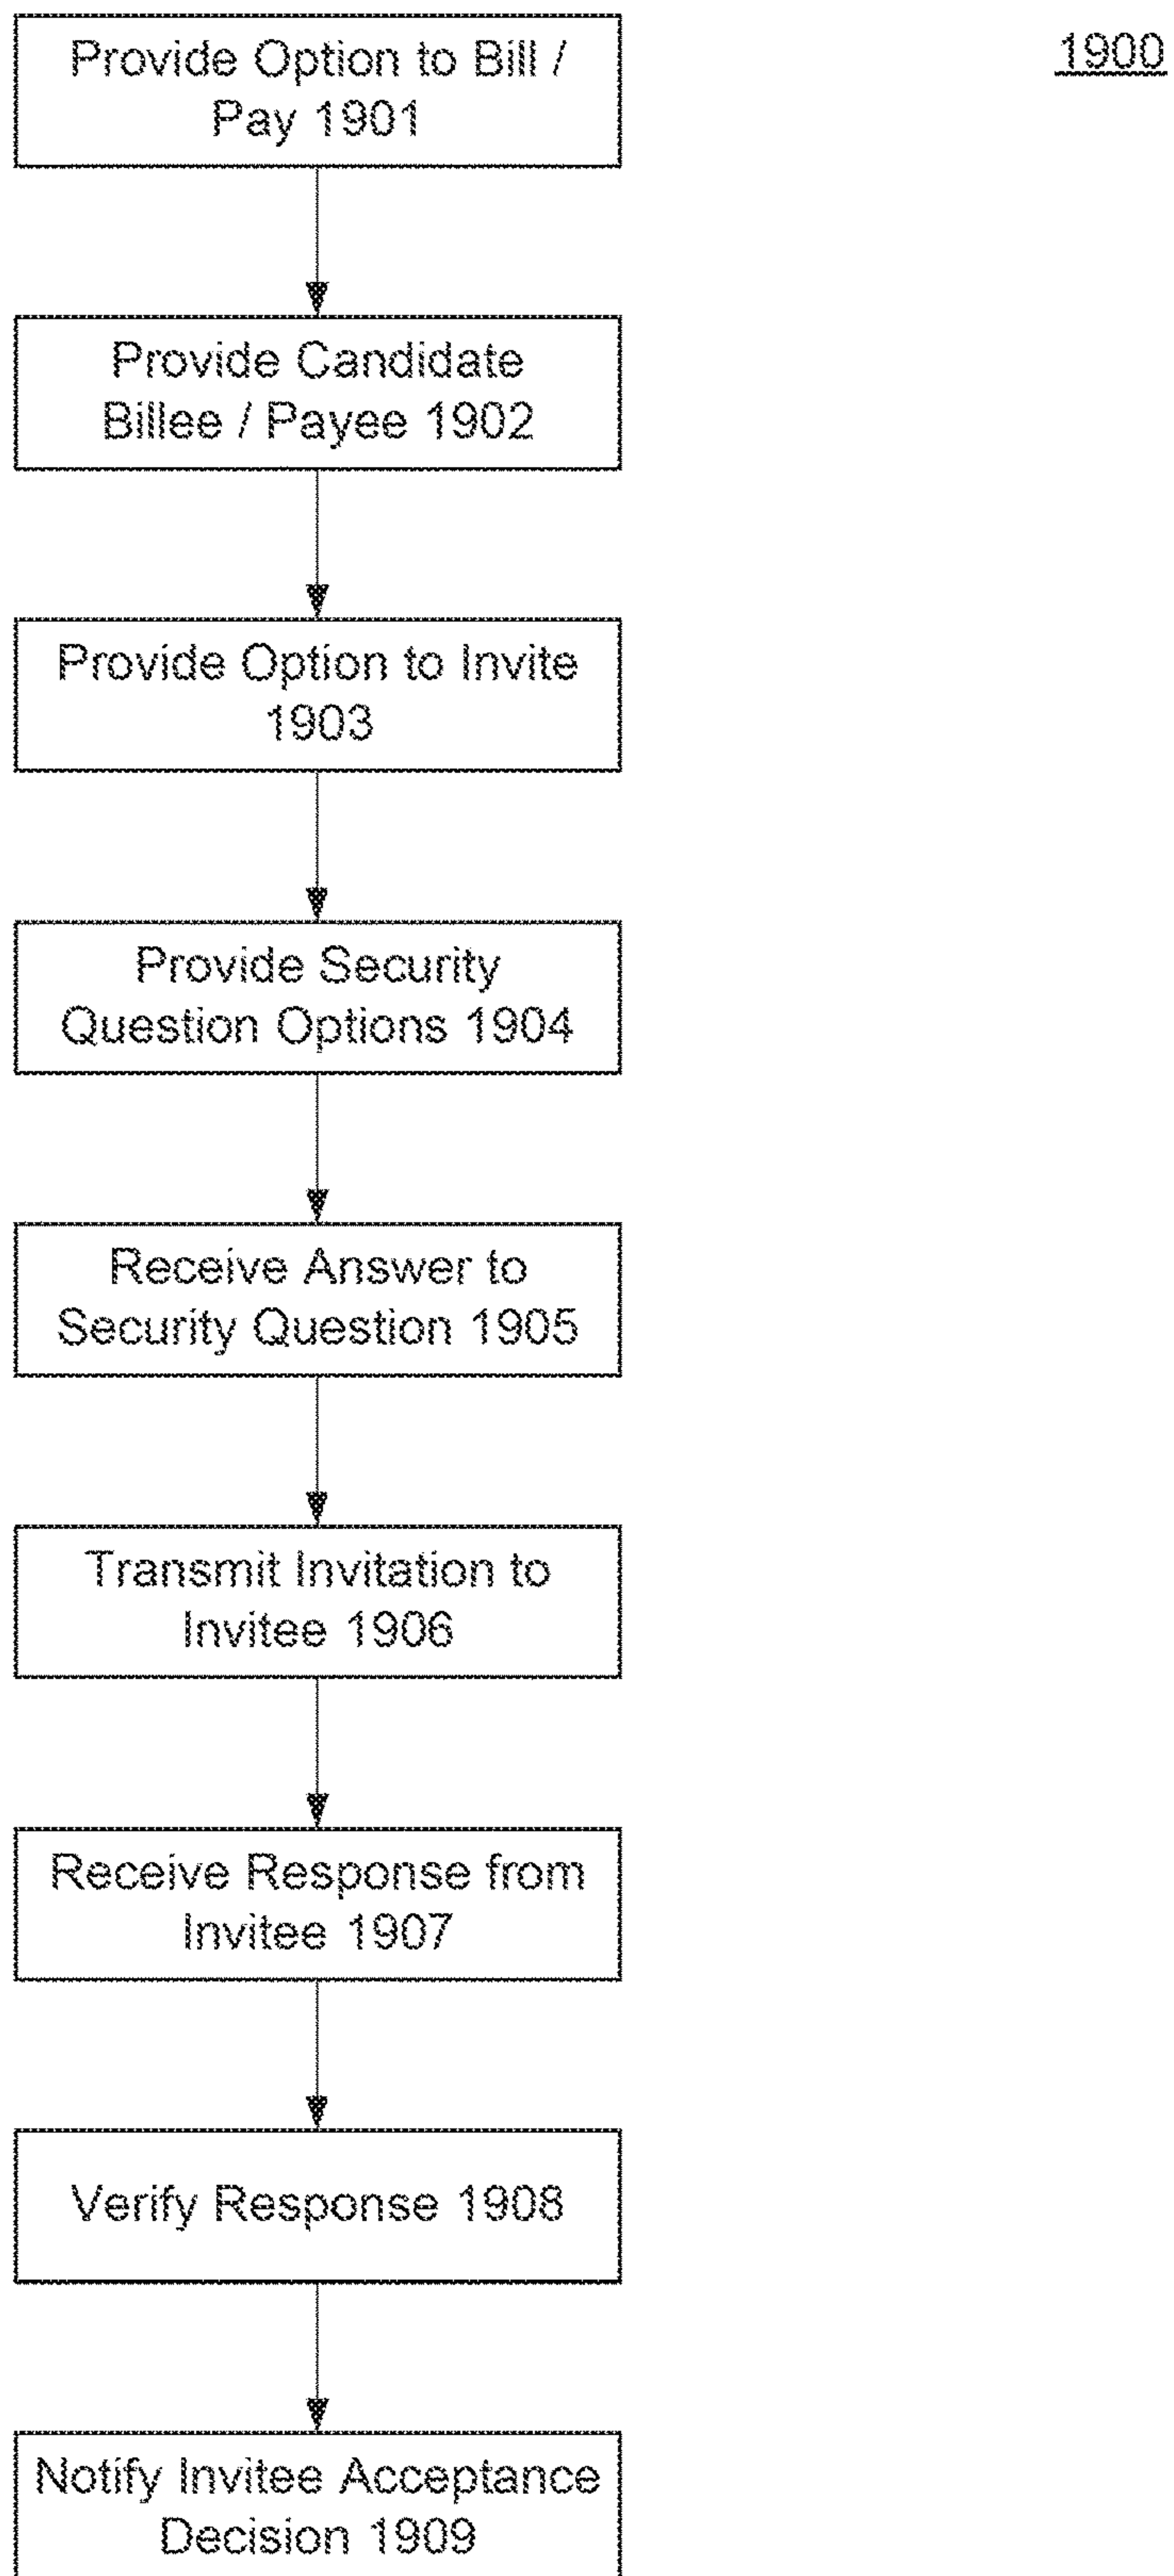 1900
Provide Option to Bill /
Pay 1901
Provide Candidate
Billee / Payee 1902
Provide Option to Invite
1903
Provide Security
Question Options 1904
Receive Answer to
Security Question 1905
Transmit Invitation to
Invitee 1906
Receive Response from
Invitee 1907
Verify Response 1908
Notify Invitee Acceptance
Decision 1909